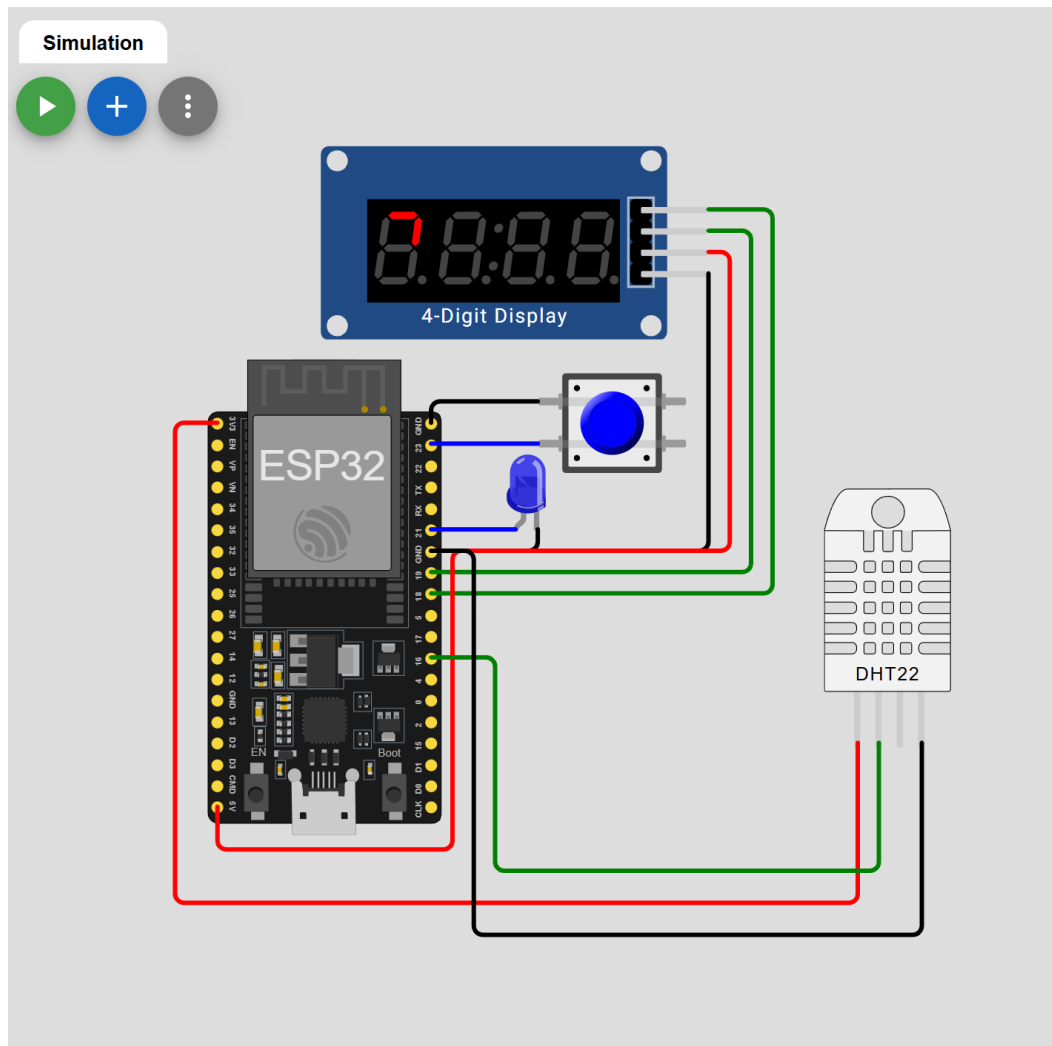 Simulation
4-Digit Display
ESP32
3V3
EN
VP
VN
34
35
32
33
25
26
27
14
12
GND
13
D2
D3
CMD
5V
GND
23
22
TX
RX
21
GND
19
18
5
17
16
4
0
2
15
D1
D0
CLK
EN
Boot
DHT22